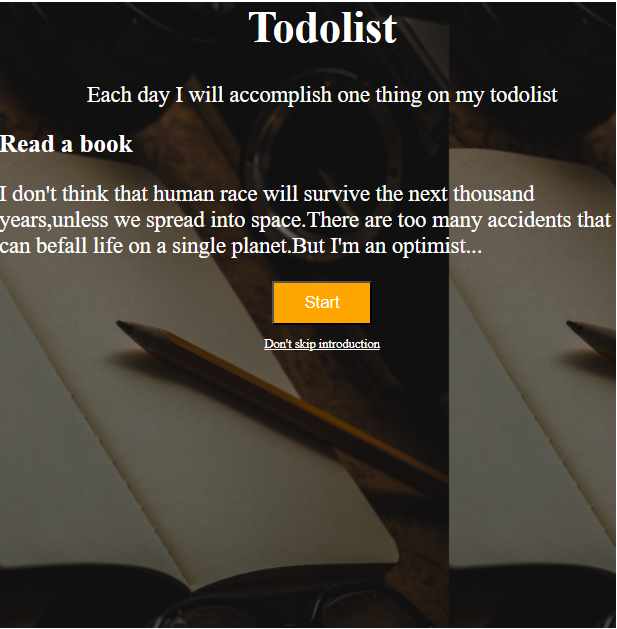 Todolist
Each day I will accomplish one thing on my todolist
Read a book
I don't think that human race will survive the next thousand
years,unless we spread into space.There are too many accidents that
can befall life on a single planet.But I'm an optimist...
Start
Don't skip introduction